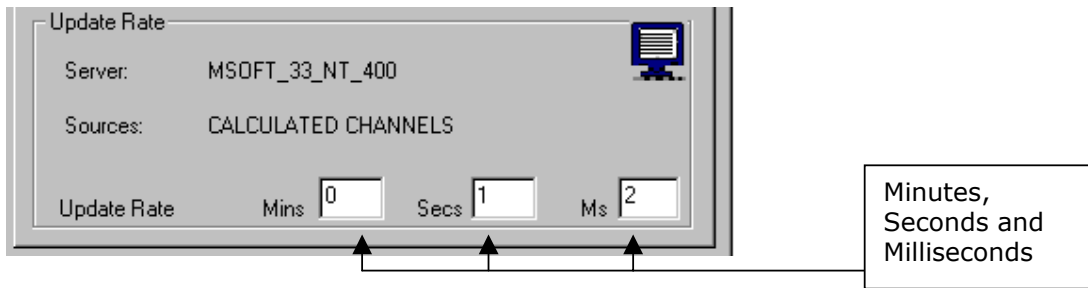 Update Rate
Server: MSOFT_33_NT_400
Sources: CALCULATED CHANNELS
Update Rate Mins 0 Secs 1 Ms 2
Minutes,
Seconds and
Milliseconds